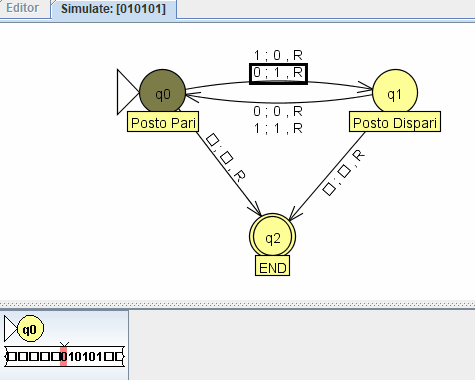 Editor Simulate: [010101]
1 ; 0 , R
0 ; 1 , R
q0 q1
0 ; 0 , R
1 ; 1 , R
Posto Pari Posto Dispari
□ ; □ , R □ ; □ , R
q2
END
q0
□□□□□010101□□